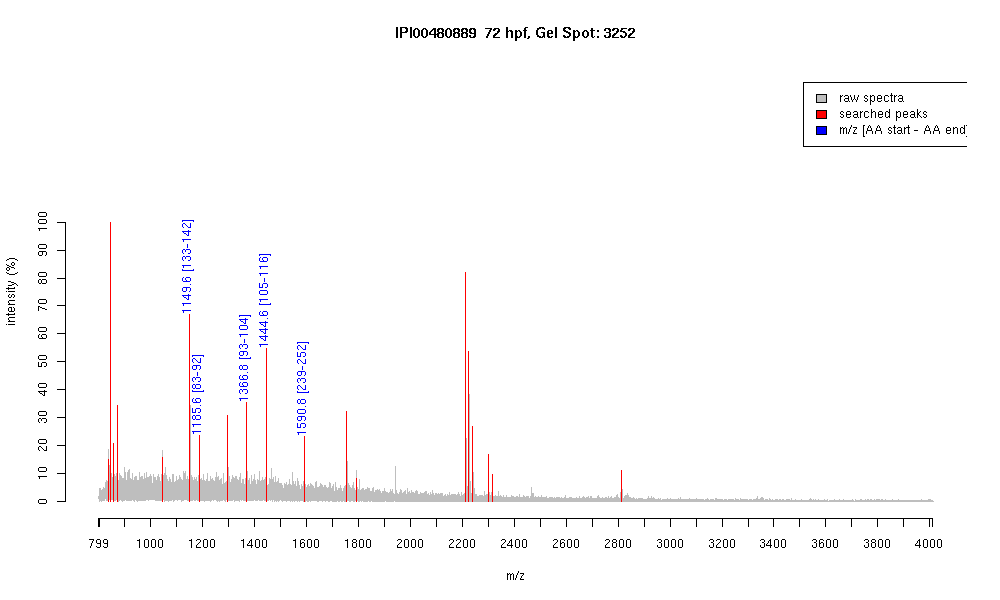 IPI00480889 72 hpf, Gel Spot: 3252
raw spectra
searched peaks
m/z [AA start - AA end]
intensity (%)
100
90
80
70
60
50
40
30
20
10
0
1149.6 [133-142]
1185.6 [83-92]
1366.8 [93-104]
1444.6 [105-116]
1590.8 [239-252]
799 1000 1200 1400 1600 1800 2000 2200 2400 2600 2800 3000 3200 3400 3600 3800 4000
m/z